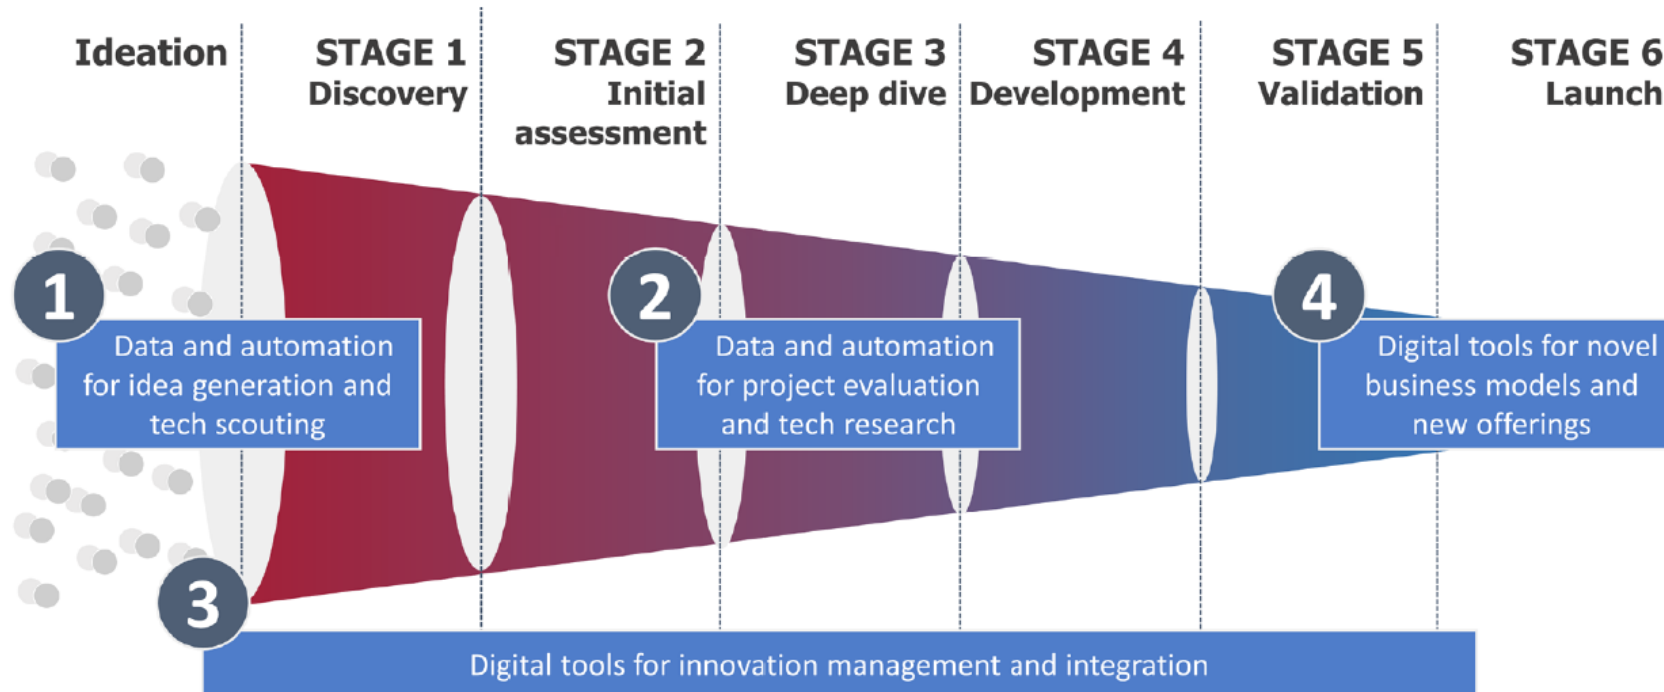 Ideation
STAGE 1
Discovery
STAGE 2
Initial
assessment
STAGE 3
Deep dive
STAGE 4
Development
STAGE 5
Validation
STAGE 6
Launch
1
Data and automation
for idea generation and
tech scouting
2
Data and automation
for project evaluation
and tech research
4
Digital tools for novel
business models and
new offerings
3
Digital tools for innovation management and integration